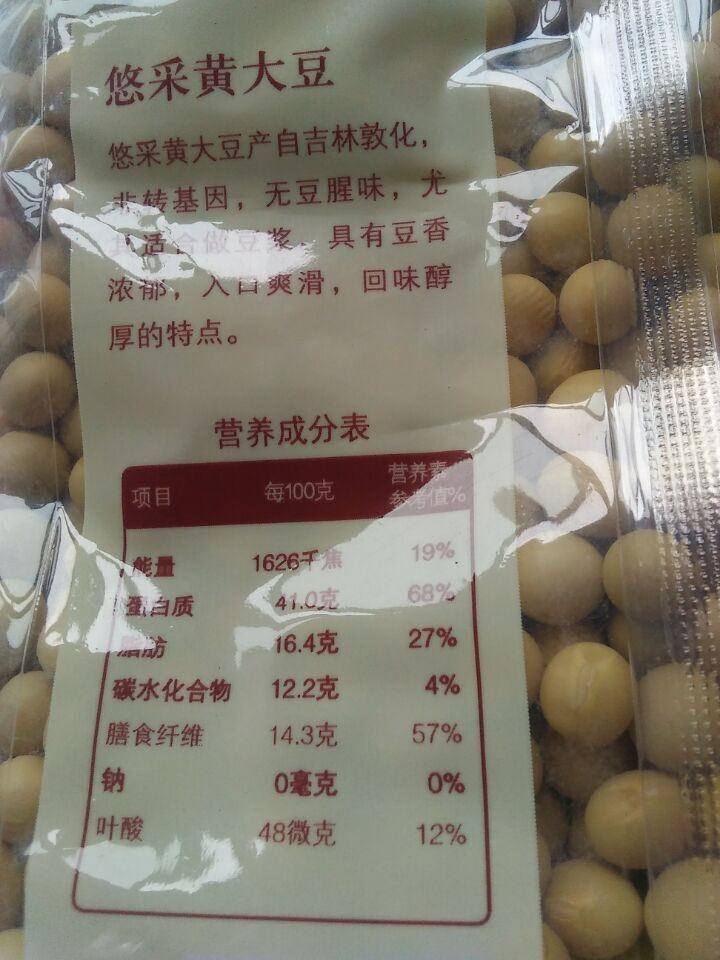 悠采黄大豆
悠采黄大豆产自吉林敦化，
非转基因，无豆腥味，尤
其适合做豆浆，具有豆香
浓郁，入口爽滑，回味醇
厚的特点。
营养成分表
项目 每100克 营养素
参考值%
能量 1626千焦 19%
蛋白质 41.0克 68%
脂肪 16.4克 27%
碳水化合物 12.2克 4%
膳食纤维 14.3克 57%
钠 0毫克 0%
叶酸 48微克 12%